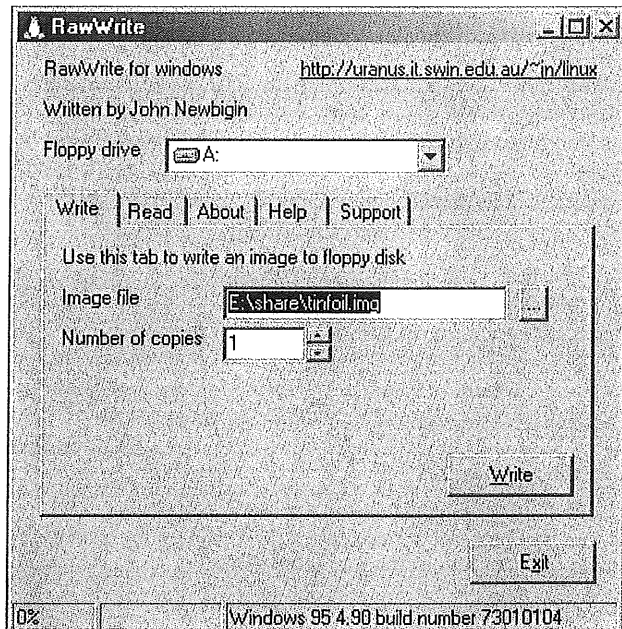 RawWrite
RawWrite for windows http://uranus.it.swin.edu.au/~jn/linux
Written by John Newbigin
Floppy drive A:
Write Read About Help Support
Use this tab to write an image to floppy disk
Image file E:\share\tinfoil.img ...
Number of copies 1
Write
Exit
0% Windows 95 4.90 build number 73010104